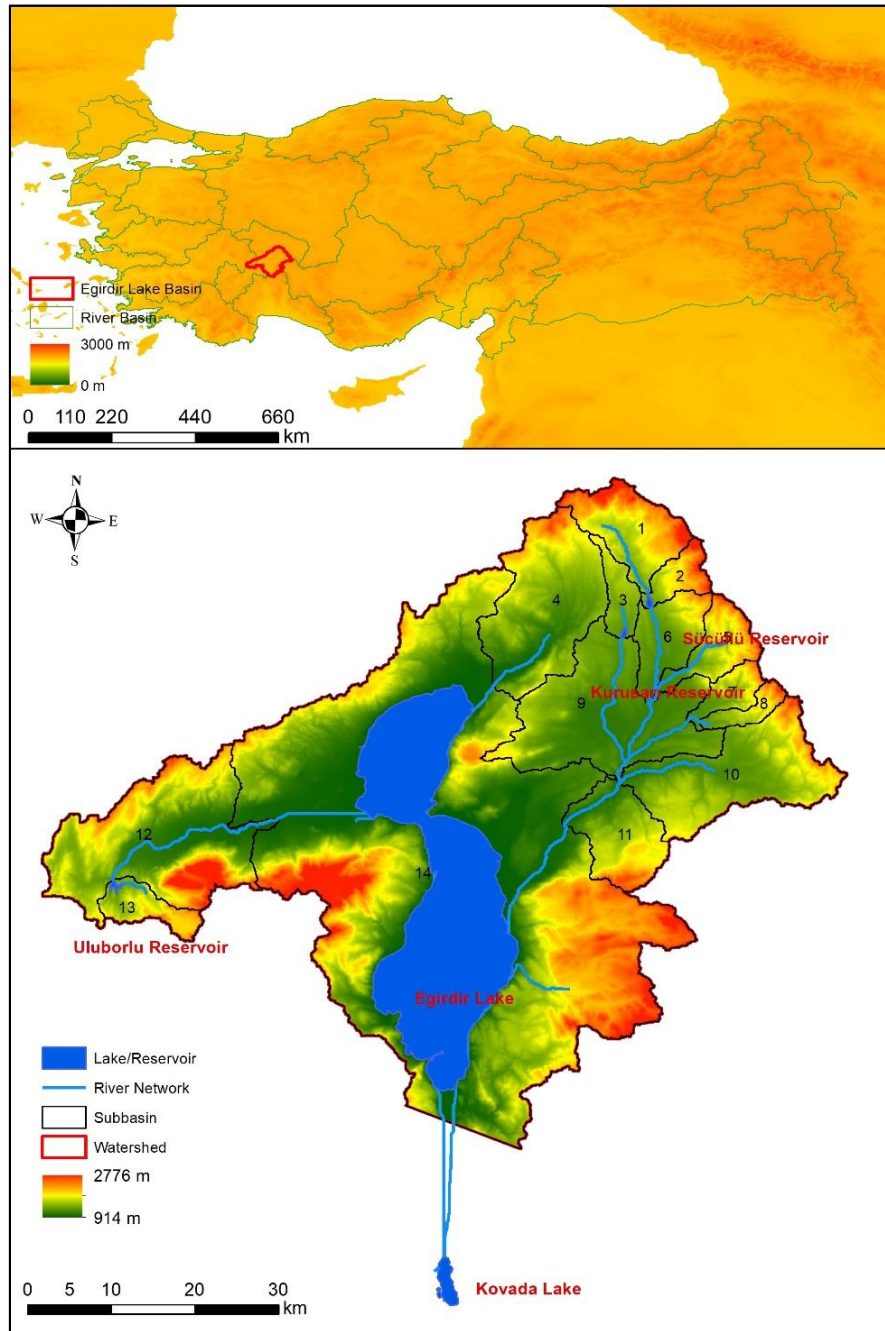 Egirdir Lake Basin
River Basin
3000 m
0 m
0 110 220 440 660
km
N
W E
S
1
2
4
3
6
5
Sücüllü Reservoir
Kurusarı Reservoir
7
9
8
10
12
11
14
13
Uluborlu Reservoir
Egirdir Lake
Lake/Reservoir
River Network
Subbasin
Watershed
2776 m
914 m
0 5 10 20 30
km
Kovada Lake